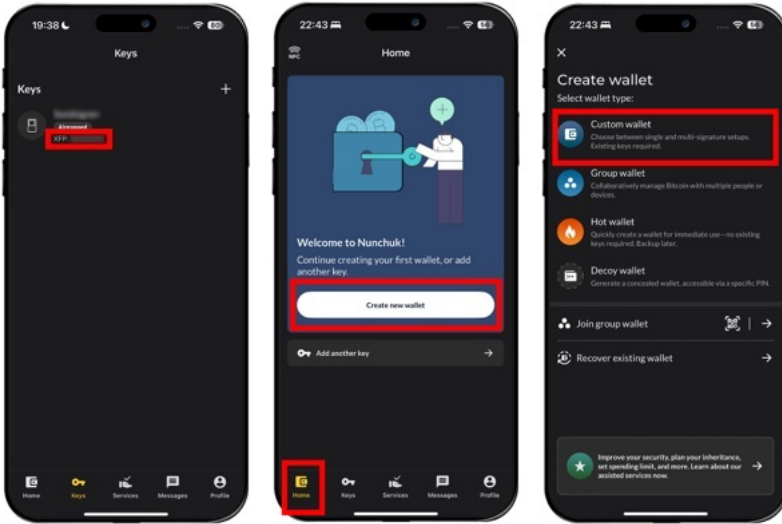 19:38
80
Keys
Keys
+
Airgapped
XFP:
Home
Keys
Services
Messages
Profile
22:43
NFC
Home
Welcome to Nunchuk!
Continue creating your first wallet, or add
another key.
Create new wallet
Add another key
Home
Keys
Services
Messages
Profile
22:43
Create wallet
Select wallet type:
Custom wallet
Choose between single and multi-signature setups.
Existing keys required.
Group wallet
Collaboratively manage Bitcoin with multiple people or
devices.
Hot wallet
Quickly create a wallet for immediate use—no existing
keys required. Backup later.
Decoy wallet
Generate a concealed wallet, accessible via a specific PIN.
Join group wallet
Recover existing wallet
Improve your security, plan your inheritance,
set spending limit, and more. Learn about our
assisted services now.